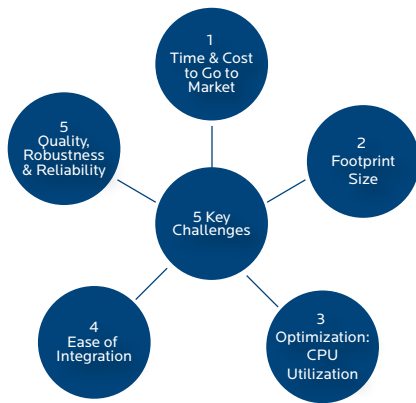 1
Time & Cost
to Go to
Market
2
Footprint
Size
3
Optimization:
CPU
Utilization
4
Ease of
Integration
5
Quality,
Robustness
& Reliability
5 Key
Challenges